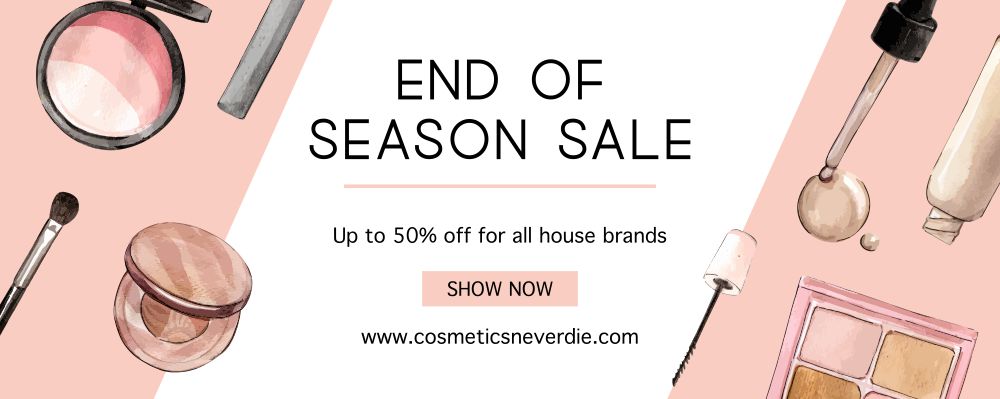 END OF
SEASON SALE
Up to 50% off for all house brands
SHOW NOW
www.cosmeticsneverdie.com